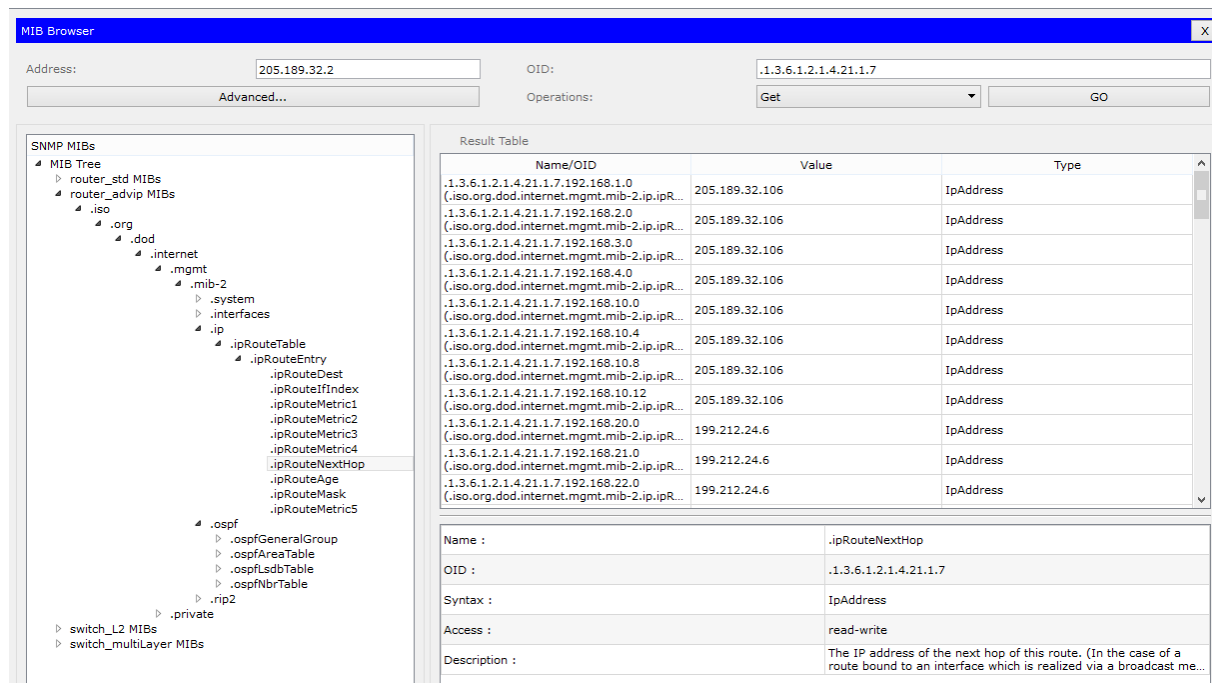 MIB Browser
X
Address:
205.189.32.2
OID:
.1.3.6.1.2.1.4.21.1.7
Advanced...
Operations:
Get
GO
SNMP MIBs
MIB Tree
router_std MIBs
router_advip MIBs
.iso
.org
.dod
.internet
.mgmt
.mib-2
.system
.interfaces
.ip
.ipRouteTable
.ipRouteEntry
.ipRouteDest
.ipRouteIfIndex
.ipRouteMetric1
.ipRouteMetric2
.ipRouteMetric3
.ipRouteMetric4
.ipRouteNextHop
.ipRouteAge
.ipRouteMask
.ipRouteMetric5
.ospf
.ospfGeneralGroup
.ospfAreaTable
.ospfLsdbTable
.ospfNbrTable
.rip2
.private
switch_L2 MIBs
switch_multiLayer MIBs
Result Table
Name/OID Value Type
.1.3.6.1.2.1.4.21.1.7.192.168.1.0
(.iso.org.dod.internet.mgmt.mib-2.ip.ipR... 205.189.32.106 IpAddress
.1.3.6.1.2.1.4.21.1.7.192.168.2.0
(.iso.org.dod.internet.mgmt.mib-2.ip.ipR... 205.189.32.106 IpAddress
.1.3.6.1.2.1.4.21.1.7.192.168.3.0
(.iso.org.dod.internet.mgmt.mib-2.ip.ipR... 205.189.32.106 IpAddress
.1.3.6.1.2.1.4.21.1.7.192.168.4.0
(.iso.org.dod.internet.mgmt.mib-2.ip.ipR... 205.189.32.106 IpAddress
.1.3.6.1.2.1.4.21.1.7.192.168.10.0
(.iso.org.dod.internet.mgmt.mib-2.ip.ipR... 205.189.32.106 IpAddress
.1.3.6.1.2.1.4.21.1.7.192.168.10.4
(.iso.org.dod.internet.mgmt.mib-2.ip.ipR... 205.189.32.106 IpAddress
.1.3.6.1.2.1.4.21.1.7.192.168.10.8
(.iso.org.dod.internet.mgmt.mib-2.ip.ipR... 205.189.32.106 IpAddress
.1.3.6.1.2.1.4.21.1.7.192.168.10.12
(.iso.org.dod.internet.mgmt.mib-2.ip.ipR... 205.189.32.106 IpAddress
.1.3.6.1.2.1.4.21.1.7.192.168.20.0
(.iso.org.dod.internet.mgmt.mib-2.ip.ipR... 199.212.24.6 IpAddress
.1.3.6.1.2.1.4.21.1.7.192.168.21.0
(.iso.org.dod.internet.mgmt.mib-2.ip.ipR... 199.212.24.6 IpAddress
.1.3.6.1.2.1.4.21.1.7.192.168.22.0
(.iso.org.dod.internet.mgmt.mib-2.ip.ipR... 199.212.24.6 IpAddress
Name : .ipRouteNextHop
OID : .1.3.6.1.2.1.4.21.1.7
Syntax : IpAddress
Access : read-write
Description : The IP address of the next hop of this route. (In the case of a
route bound to an interface which is realized via a broadcast me...